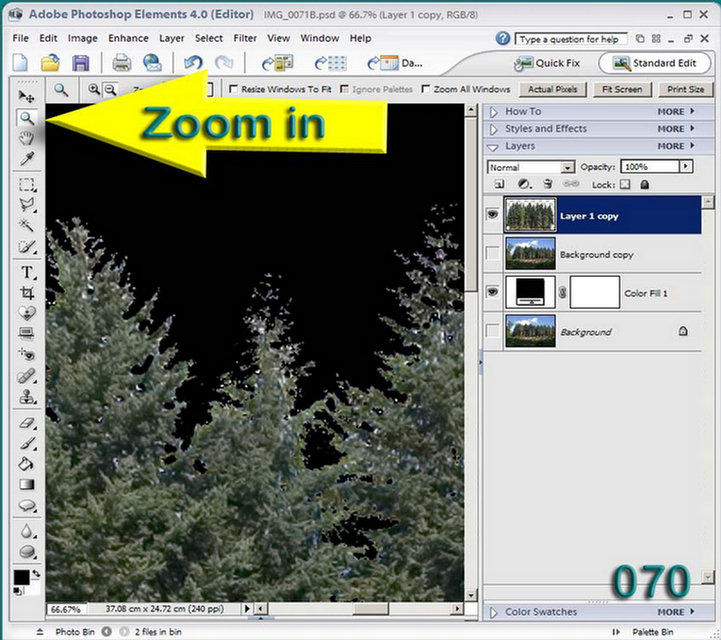 Adobe Photoshop Elements 4.0 (Editor) IMG_0071B.psd @ 66.7% (Layer 1 copy, RGB/8)
File Edit Image Enhance Layer Select Filter View Window Help Type a question for help
Da... Quick Fix Standard Edit
Resize Windows To Fit Ignore Palettes Zoom All Windows Actual Pixels Fit Screen Print Size
Zoom in
How To MORE
Styles and Effects MORE
Layers MORE
Normal Opacity: 100%
Lock:
Layer 1 copy
Background copy
Color Fill 1
Background
070
66.67% 37.08 cm x 24.72 cm (240 ppi)
Color Swatches MORE
Photo Bin 2 files in bin Palette Bin